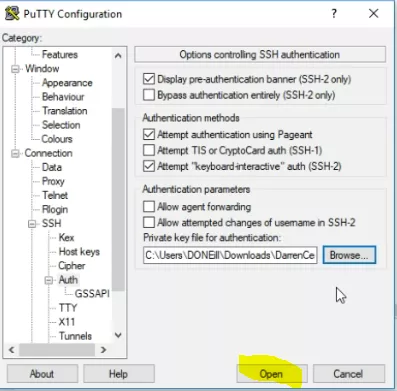 PuTTY Configuration
?
Category:
Features
Window
Appearance
Behaviour
Translation
Selection
Colours
Connection
Data
Proxy
Telnet
Rlogin
SSH
Kex
Host keys
Cipher
Auth
GSSAPI
TTY
X11
Tunnels
Options controlling SSH authentication
Display pre-authentication banner (SSH-2 only)
Bypass authentication entirely (SSH-2 only)
Authentication methods
Attempt authentication using Pageant
Attempt TIS or CryptoCard auth (SSH-1)
Attempt "keyboard-interactive" auth (SSH-2)
Authentication parameters
Allow agent forwarding
Allow attempted changes of username in SSH-2
Private key file for authentication:
C:\Users\DONEill\Downloads\DarrenCe Browse...
About Help Open Cancel